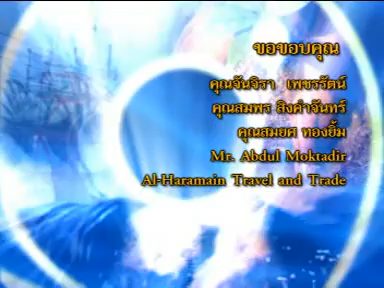 ขอขอบคุณ
คุณจันจิรา เพชรรัตน์
คุณสมพร สิงคำจันทร์
คุณสมยศ ทองยิ้ม
Mr. Abdul Moktadir
Al-Haramain Travel and Trade